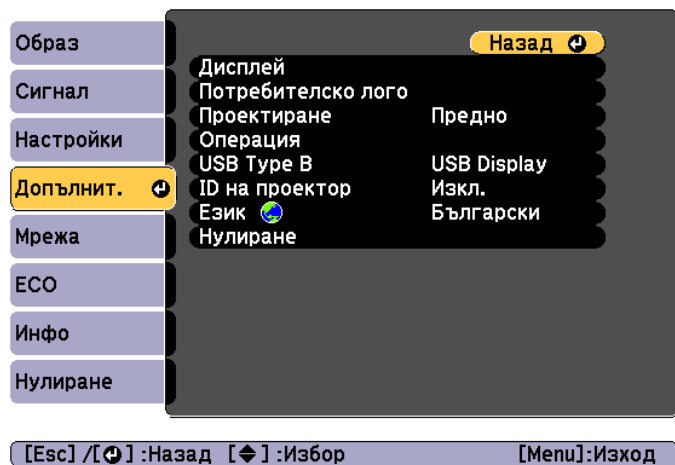 Образ
Сигнал
Настройки
Допълнит.
Мрежа
ECO
Инфо
Нулиране
Назад
Дисплей
Потребителско лого
Проектиране Предно
Операция
USB Type B USB Display
ID на проектор Изкл.
Език Български
Нулиране
[Esc] /[ ] :Назад [ ] :Избор [Menu]:Изход